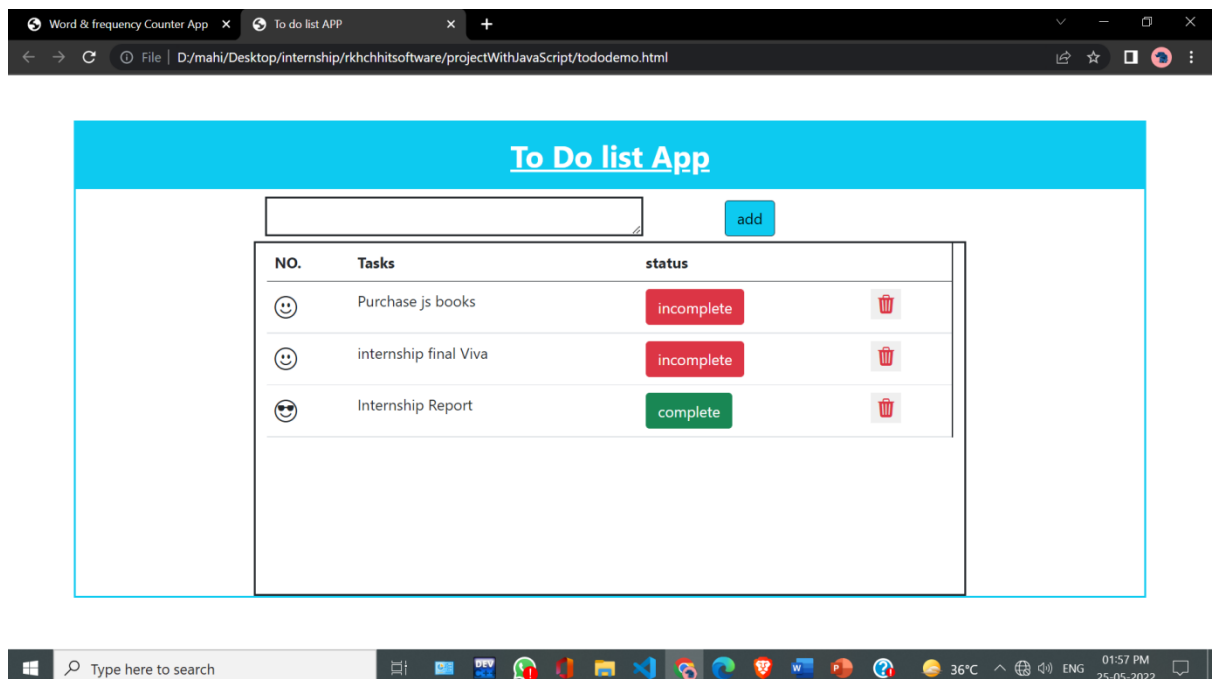 Word & frequency Counter App
To do list APP
File | D:/mahi/Desktop/internship/rkhchhitsoftware/projectWithJavaScript/tododemo.html
To Do list App
add
NO. Tasks status
Purchase js books incomplete
internship final Viva incomplete
Internship Report complete
Type here to search
DEV
36°C ENG
01:57 PM
25-05-2022